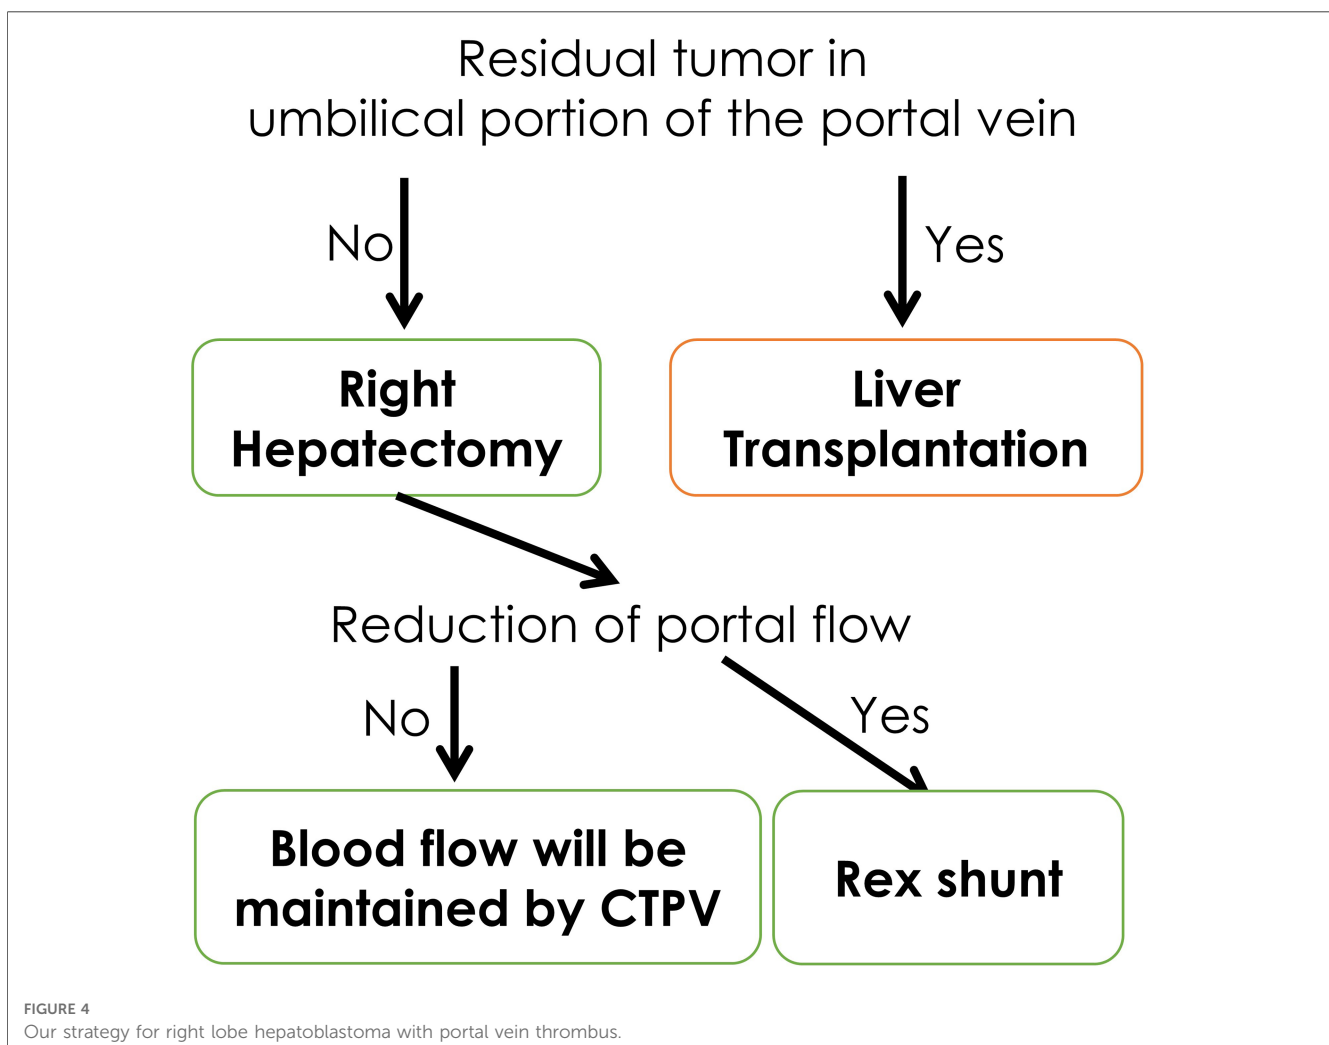 Residual tumor in
umbilical portion of the portal vein
No
Yes
Right
Hepatectomy
Liver
Transplantation
Reduction of portal flow
No
Yes
Blood flow will be
maintained by CTPV
Rex shunt
FIGURE 4
Our strategy for right lobe hepatoblastoma with portal vein thrombus.